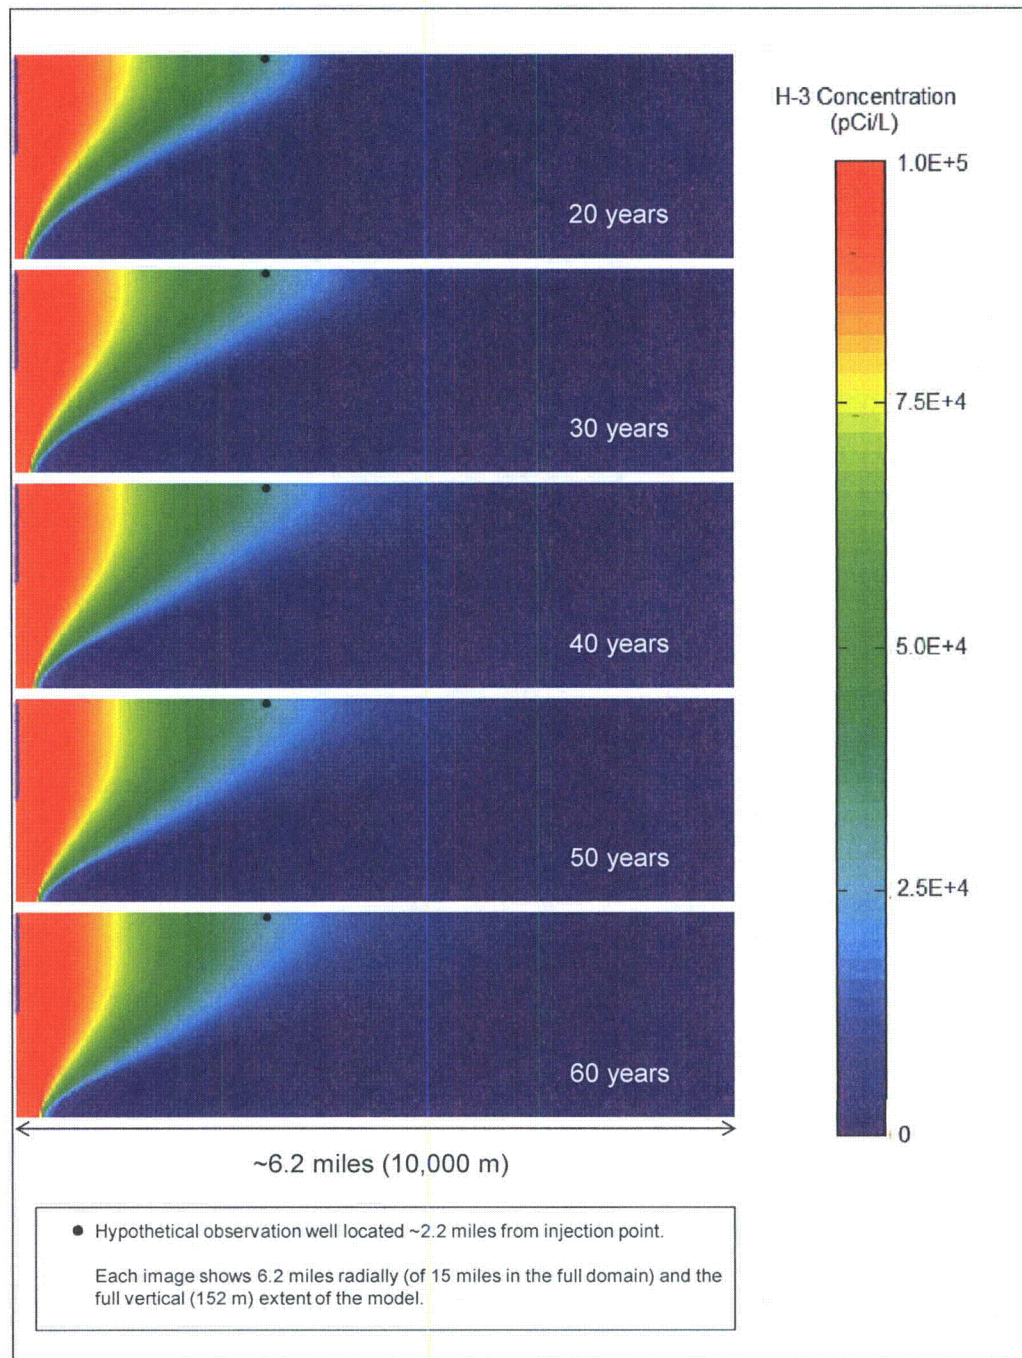 H-3 Concentration
(pCi/L)
1.0E+5
7.5E+4
5.0E+4
2.5E+4
0
20 years
30 years
40 years
50 years
60 years
~6.2 miles (10,000 m)
● Hypothetical observation well located ~2.2 miles from injection point.
Each image shows 6.2 miles radially (of 15 miles in the full domain) and the
full vertical (152 m) extent of the model.